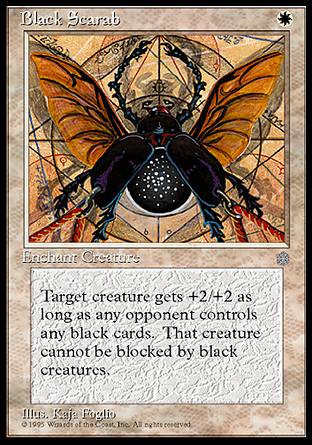 Black Scarab
Enchant Creature
Target creature gets +2/+2 as
long as any opponent controls
any black cards. That creature
cannot be blocked by black
creatures.
Illus. Kaja Foglio
© 1995 Wizards of the Coast, Inc. All rights reserved.